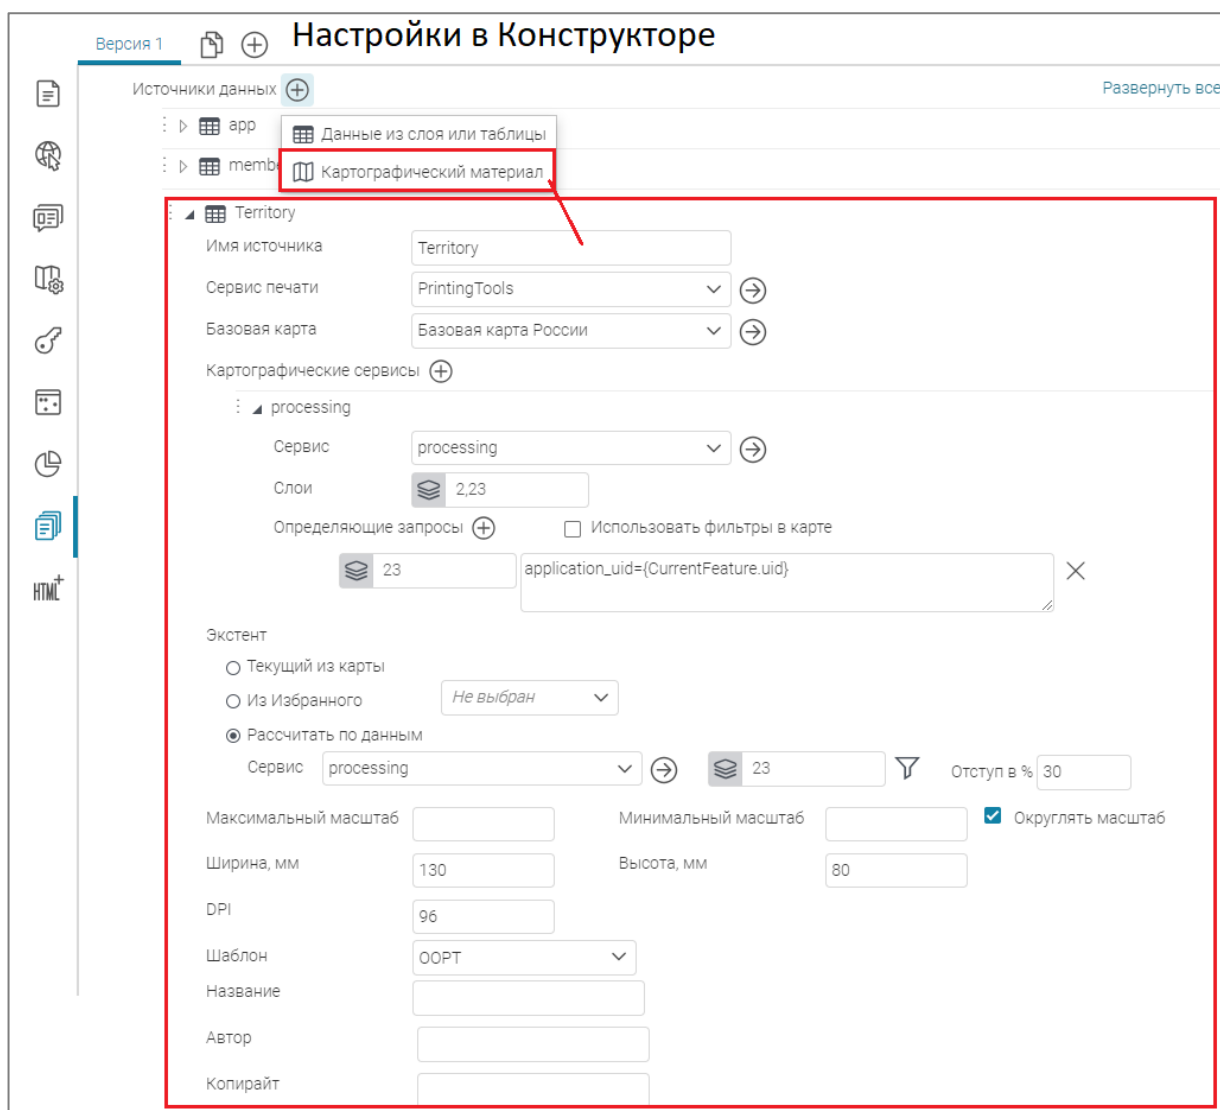 Настройки в Конструкторе
Версия 1
Источники данных
Развернуть все
app
Данные из слоя или таблицы
membe
Картографический материал
Territory
Имя источника Territory
Сервис печати PrintingTools
Базовая карта Базовая карта России
Картографические сервисы
processing
Сервис processing
Слои 2,23
Определяющие запросы Использовать фильтры в карте
23 application_uid={CurrentFeature.uid}
HTML+
Экстент
Текущий из карты
Из Избранного Не выбран
Рассчитать по данным
Сервис processing 23 Отступ в % 30
Максимальный масштаб Минимальный масштаб Округлять масштаб
Ширина, мм 130 Высота, мм 80
DPI 96
Шаблон ООРТ
Название
Автор
Копирайт